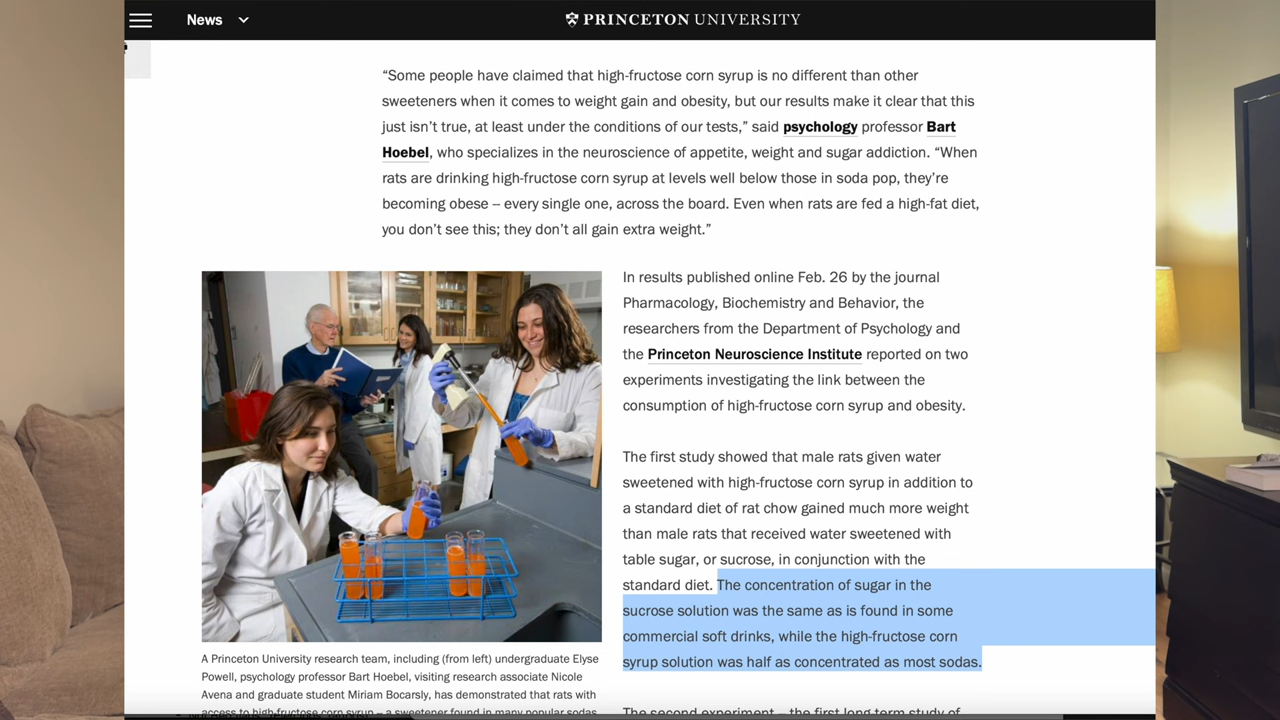 News
PRINCETON UNIVERSITY
“Some people have claimed that high-fructose corn syrup is no different than other
sweeteners when it comes to weight gain and obesity, but our results make it clear that this
just isn’t true, at least under the conditions of our tests,” said psychology professor Bart
Hoebel, who specializes in the neuroscience of appetite, weight and sugar addiction. “When
rats are drinking high-fructose corn syrup at levels well below those in soda pop, they’re
becoming obese – every single one, across the board. Even when rats are fed a high-fat diet,
you don’t see this; they don’t all gain extra weight.”
In results published online Feb. 26 by the journal
Pharmacology, Biochemistry and Behavior, the
researchers from the Department of Psychology and
the Princeton Neuroscience Institute reported on two
experiments investigating the link between the
consumption of high-fructose corn syrup and obesity.
The first study showed that male rats given water
sweetened with high-fructose corn syrup in addition to
a standard diet of rat chow gained much more weight
than male rats that received water sweetened with
table sugar, or sucrose, in conjunction with the
standard diet. The concentration of sugar in the
sucrose solution was the same as is found in some
commercial soft drinks, while the high-fructose corn
syrup solution was half as concentrated as most sodas.
The second experiment – the first long-term study of
A Princeton University research team, including (from left) undergraduate Elyse
Powell, psychology professor Bart Hoebel, visiting research associate Nicole
Avena and graduate student Miriam Bocarsly, has demonstrated that rats with
access to high-fructose corn syrup – a sweetener found in many popular sodas